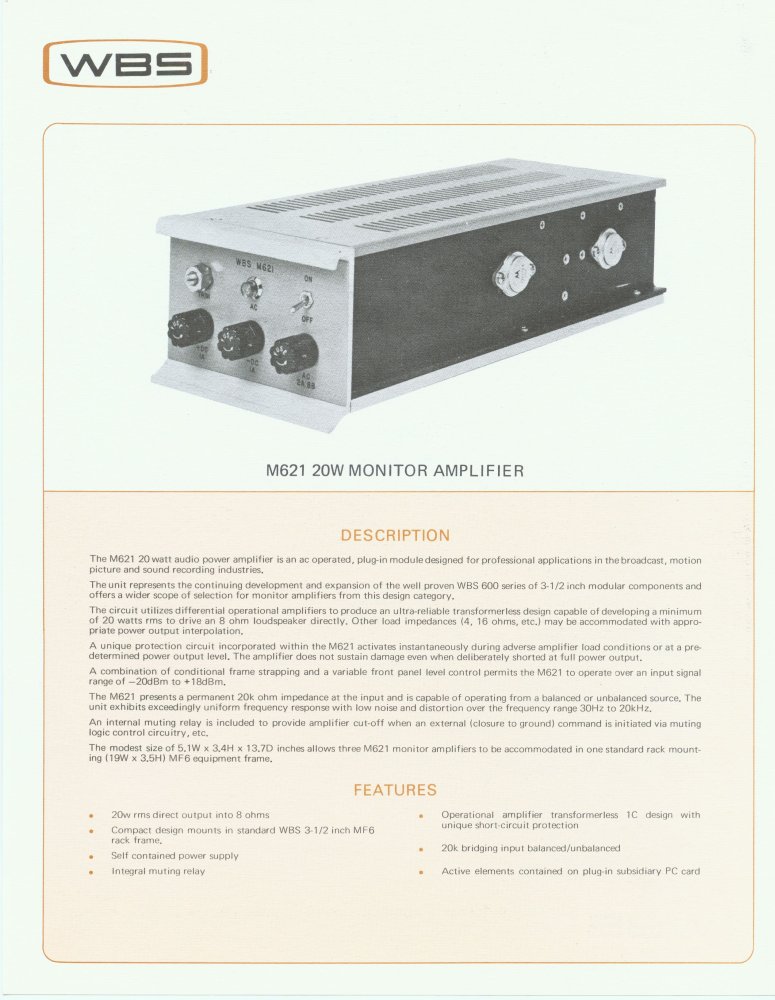 WBS
WBS M621
ON
AC
OFF
+DC
1A
-DC
1A
AC
2A SB
M621 20W MONITOR AMPLIFIER
DESCRIPTION
The M621 20 watt audio power amplifier is an ac operated, plug-in module designed for professional applications in the broadcast, motion
picture and sound recording industries.
The unit represents the continuing development and expansion of the well proven WBS 600 series of 3-1/2 inch modular components and
offers a wider scope of selection for monitor amplifiers from this design category.
The circuit utilizes differential operational amplifiers to produce an ultra-reliable transformerless design capable of developing a minimum
of 20 watts rms to drive an 8 ohm loudspeaker directly. Other load impedances (4, 16 ohms, etc.) may be accommodated with appro-
priate power output interpolation.
A unique protection circuit incorporated within the M621 activates instantaneously during adverse amplifier load conditions or at a pre-
determined power output level. The amplifier does not sustain damage even when deliberately shorted at full power output.
A combination of conditional frame strapping and a variable front panel level control permits the M621 to operate over an input signal
range of −20dBm to +18dBm.
The M621 presents a permanent 20k ohm impedance at the input and is capable of operating from a balanced or unbalanced source. The
unit exhibits exceedingly uniform frequency response with low noise and distortion over the frequency range 30Hz to 20kHz.
An internal muting relay is included to provide amplifier cut-off when an external (closure to ground) command is initiated via muting
logic control circuitry, etc.
The modest size of 5.1W x 3.4H x 13.7D inches allows three M621 monitor amplifiers to be accommodated in one standard rack mount-
ing (19W x 3.5H) MF6 equipment frame.
FEATURES
• 20w rms direct output into 8 ohms
• Compact design mounts in standard WBS 3-1/2 inch MF6
rack frame.
• Self contained power supply
• Integral muting relay
• Operational amplifier transformerless 1C design with
unique short-circuit protection
• 20k bridging input balanced/unbalanced
• Active elements contained on plug-in subsidiary PC card